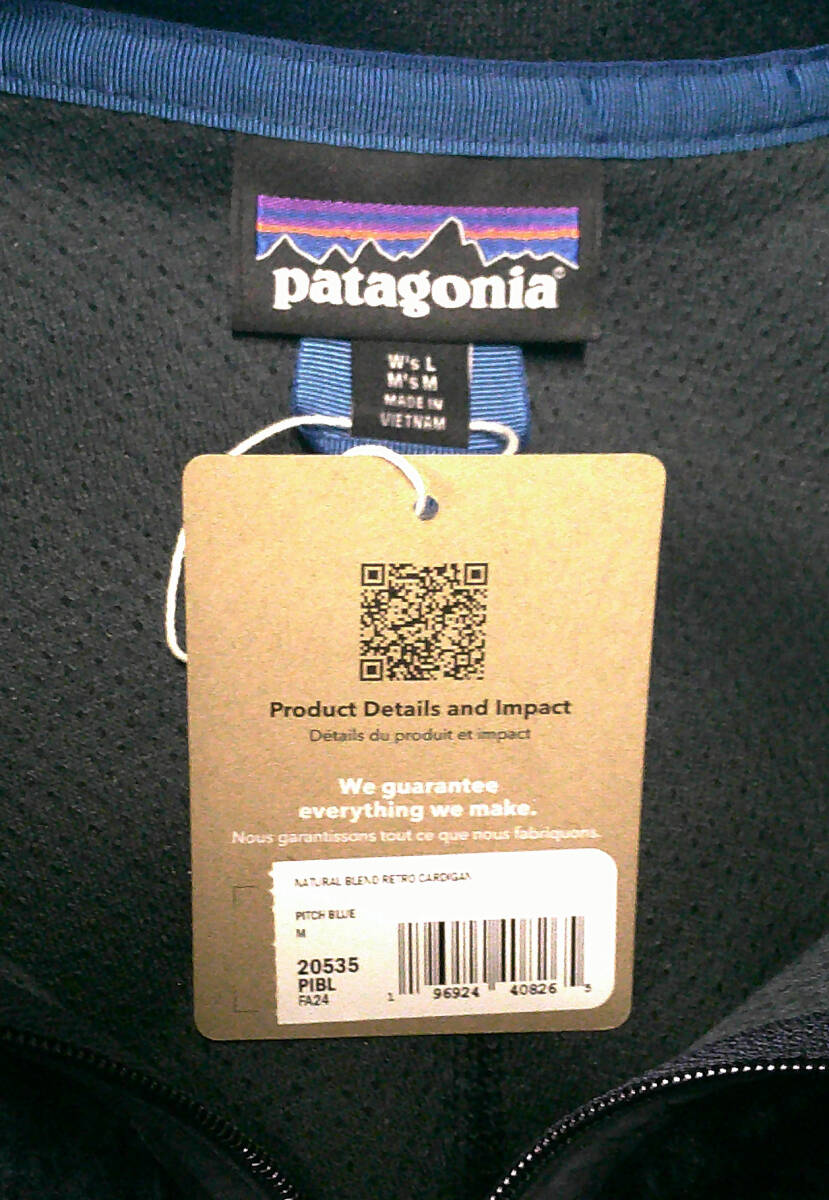 patagonia®
W's L
M's M
MADE IN
VIETNAM
Product Details and Impact
Détails du produit et impact
We guarantee
everything we make.
Nous garantissons tout ce que nous fabriquons.
NATURAL BLEND RETRO CARDIGAN
PITCH BLUE
M
20535
PIBL
FA24
1 96924 40826 5